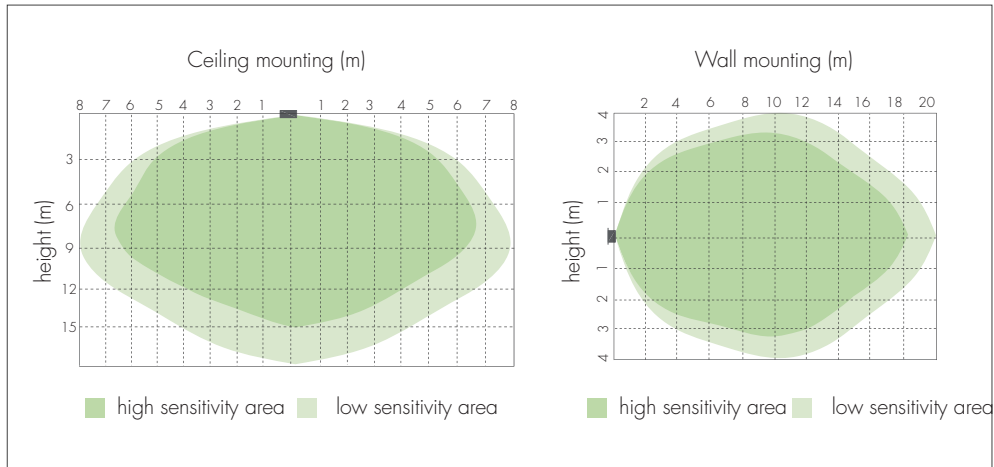 Ceiling mounting (m)
8 7 6 5 4 3 2 1 1 2 3 4 5 6 7 8
3
6
9
12
15
height (m)
high sensitivity area
low sensitivity area
Wall mounting (m)
2 4 6 8 10 12 14 16 18 20
4
3
2
1
1
2
3
4
height (m)
high sensitivity area
low sensitivity area